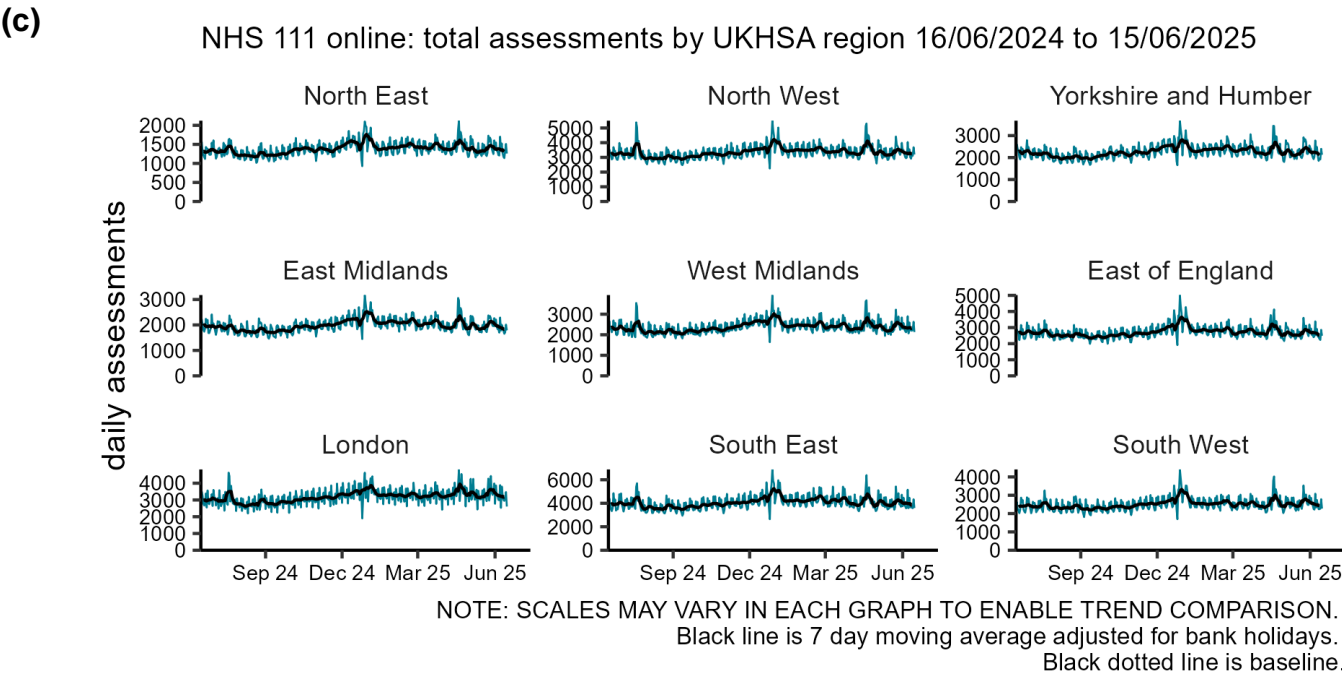 (c)
NHS 111 online: total assessments by UKHSA region 16/06/2024 to 15/06/2025
daily assessments
North East
2000
1500
1000
500
0
North West
5000
4000
3000
2000
1000
0
Yorkshire and Humber
3000
2000
1000
0
East Midlands
3000
2000
1000
0
West Midlands
3000
2000
1000
0
East of England
5000
4000
3000
2000
1000
0
London
4000
3000
2000
1000
0
Sep 24 Dec 24 Mar 25 Jun 25
South East
6000
4000
2000
0
Sep 24 Dec 24 Mar 25 Jun 25
South West
4000
3000
2000
1000
0
Sep 24 Dec 24 Mar 25 Jun 25
NOTE: SCALES MAY VARY IN EACH GRAPH TO ENABLE TREND COMPARISON.
Black line is 7 day moving average adjusted for bank holidays.
Black dotted line is baseline.